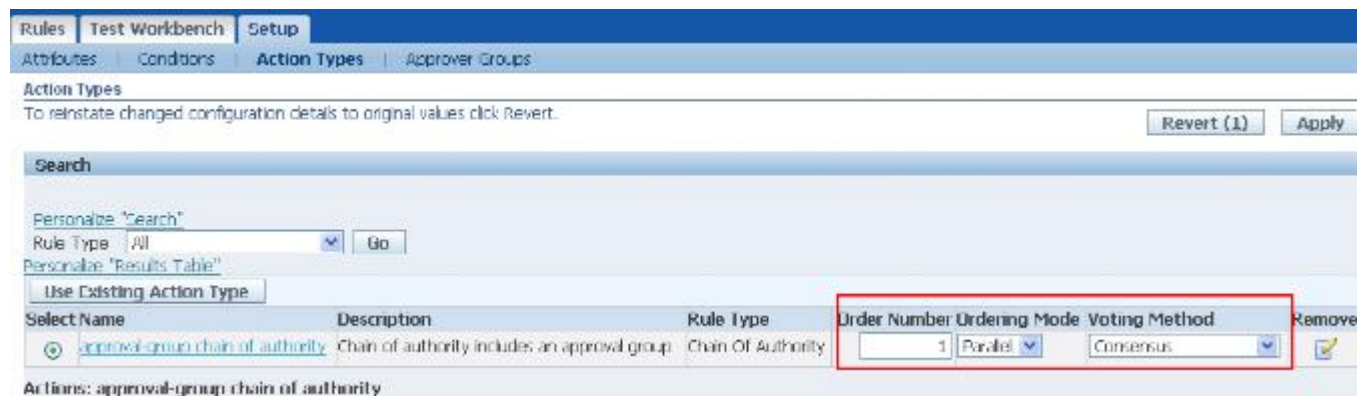 Rules Test Workbench Setup
Attributes | Conditions | Action Types | Approver Groups
Action Types
To reinstate changed configuration details to original values click Revert.
Revert (1) Apply
Search
Personalize "Search"
Rule Type All Go
Personalize "Results Table"
Use Existing Action Type
Select Name Description Rule Type Order Number Ordering Mode Voting Method Remove
approval-group chain of authority Chain of authority includes an approval group Chain Of Authority 1 Parallel Consensus
Actions: approval-group chain of authority